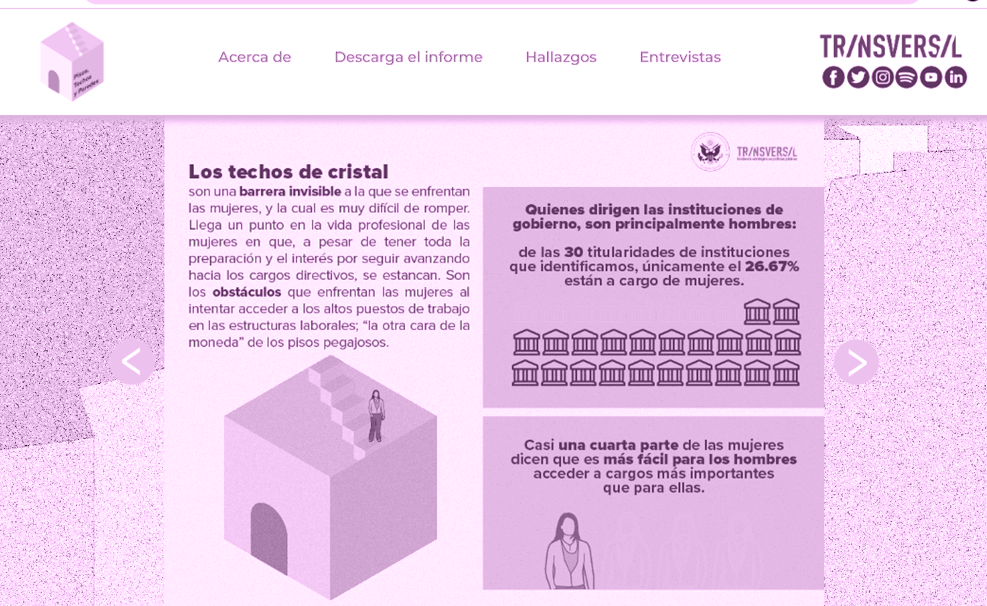 Pisos,
Techos
y Paredes
Acerca de
Descarga el informe
Hallazgos
Entrevistas
TR/NSVERS/L
TR/NSVERS/L
Los techos de cristal
son una barrera invisible a la que se enfrentan
las mujeres, y la cual es muy difícil de romper.
Llega un punto en la vida profesional de las
mujeres en que, a pesar de tener toda la
preparación y el interés por seguir avanzando
hacia los cargos directivos, se estancan. Son
los obstáculos que enfrentan las mujeres al
intentar acceder a los altos puestos de trabajo
en las estructuras laborales; “la otra cara de la
moneda” de los pisos pegajosos.
Quienes dirigen las instituciones de
gobierno, son principalmente hombres:
de las 30 titularidades de instituciones
que identificamos, únicamente el 26.67%
están a cargo de mujeres.
Casi una cuarta parte de las mujeres
dicen que es más fácil para los hombres
acceder a cargos más importantes
que para ellas.